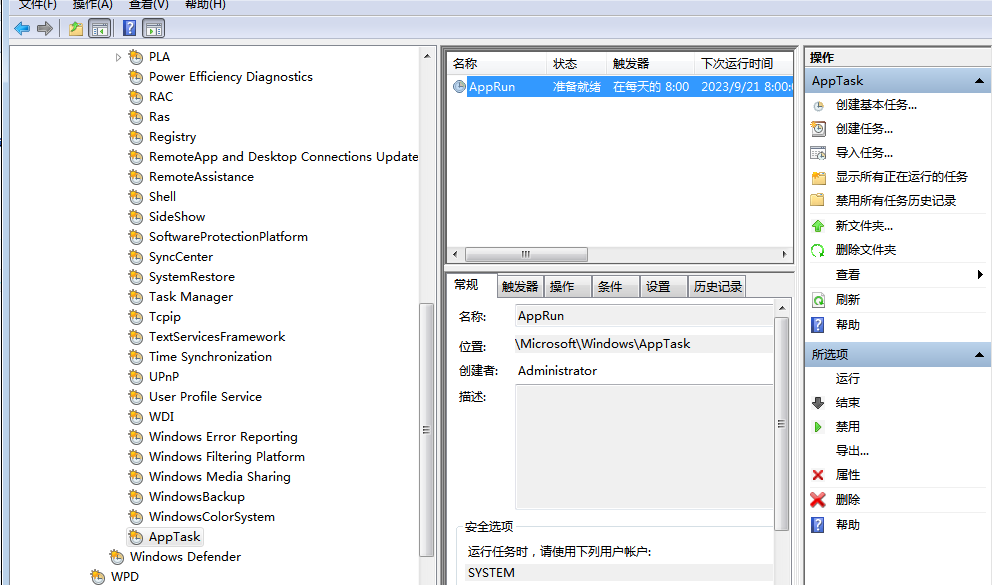 文件(F) 操作(A) 查看(V) 帮助(H)
PLA
Power Efficiency Diagnostics
RAC
Ras
Registry
RemoteApp and Desktop Connections Update
RemoteAssistance
Shell
SideShow
SoftwareProtectionPlatform
SyncCenter
SystemRestore
Task Manager
Tcpip
TextServicesFramework
Time Synchronization
UPnP
User Profile Service
WDI
Windows Error Reporting
Windows Filtering Platform
Windows Media Sharing
WindowsBackup
WindowsColorSystem
AppTask
Windows Defender
WPD
名称 状态 触发器 下次运行时间
AppRun 准备就绪 在每天的 8:00 2023/9/21 8:00:
常规 触发器 操作 条件 设置 历史记录
名称: AppRun
位置: \Microsoft\Windows\AppTask
创建者: Administrator
描述:
安全选项
运行任务时，请使用下列用户帐户:
SYSTEM
操作
AppTask
创建基本任务...
创建任务...
导入任务...
显示所有正在运行的任务
禁用所有任务历史记录
新文件夹...
删除文件夹
查看
刷新
帮助
所选项
运行
结束
禁用
导出...
属性
删除
帮助